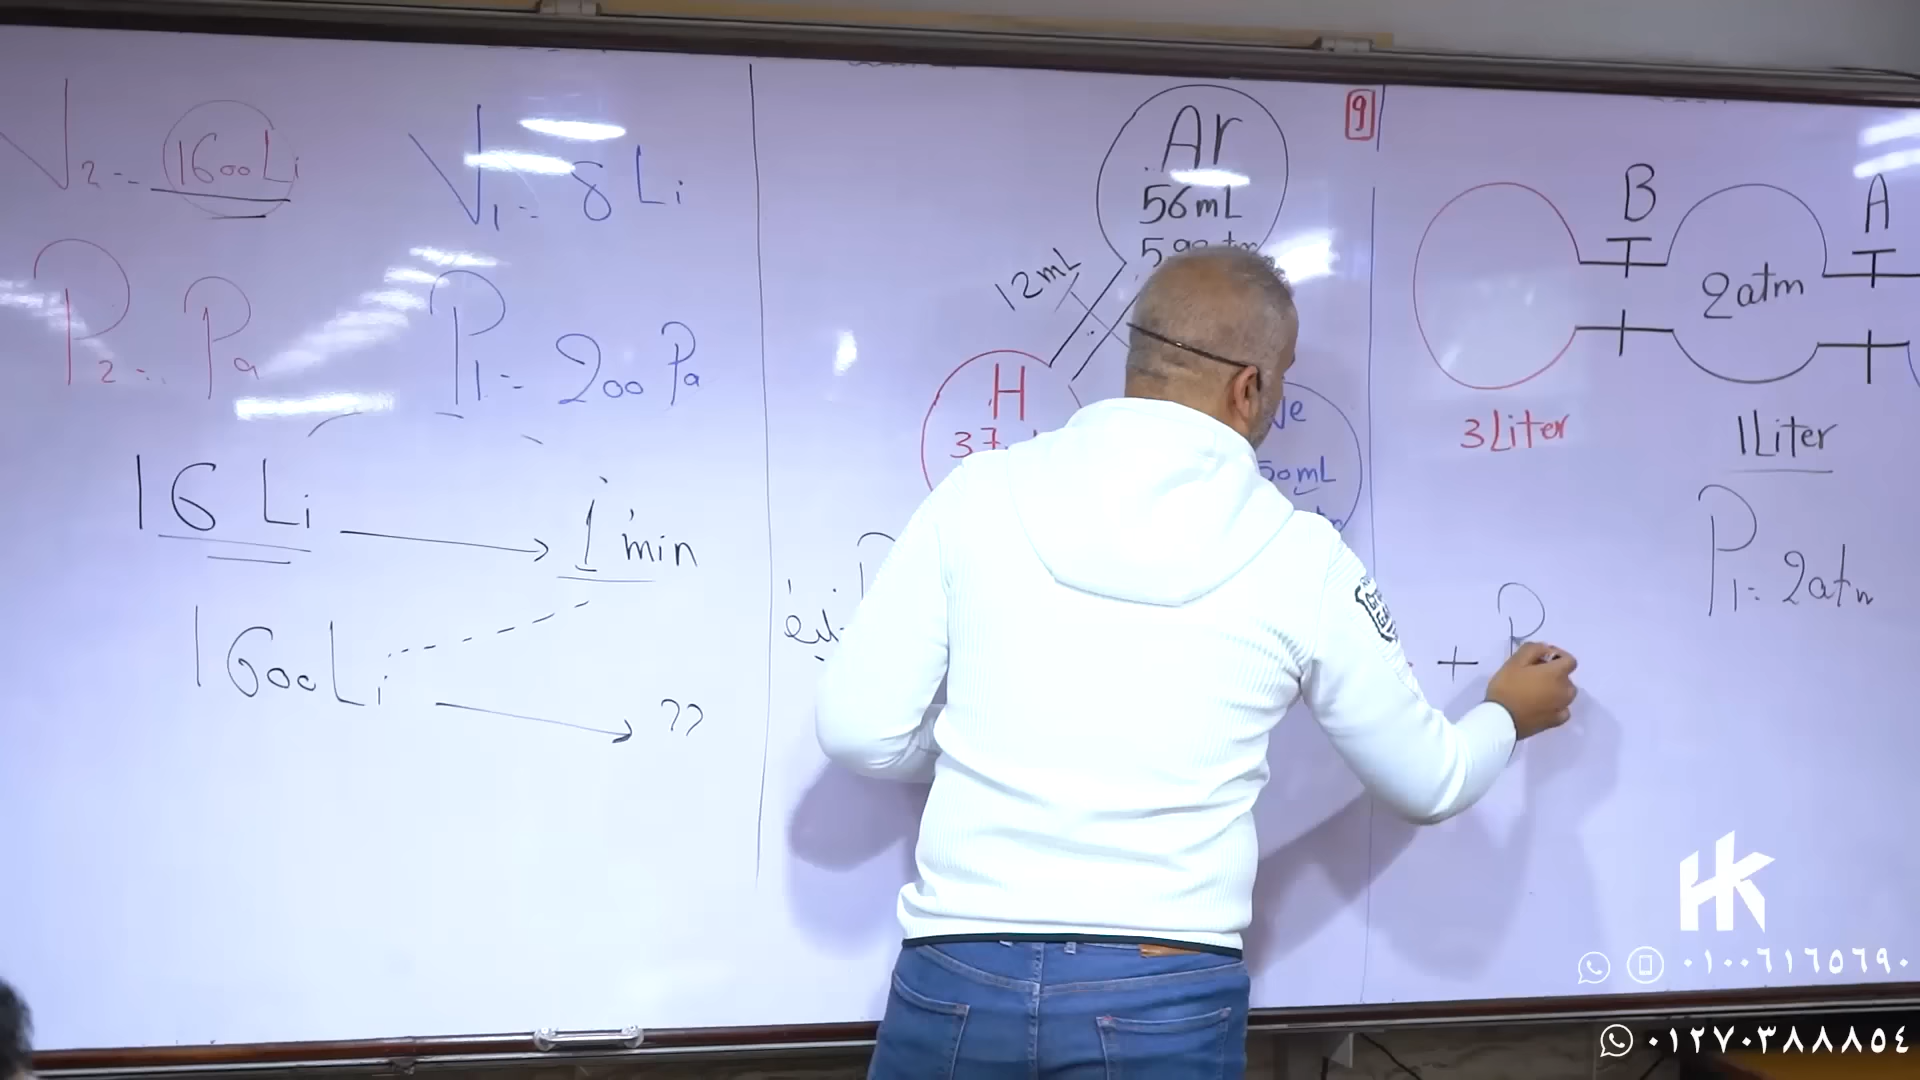 V₂ = 1600 Li
V₁ = 8 Li
P₂ = Pa
P₁ = 200 Pa
16 Li → 1 min
1600 Li → ??
9
Ar
56 mL
12 mL
H
37
50 mL
+ P
B
A
2 atm
3 Liter
1 Liter
P₁ = 2 atm
HK
٠١٠٠٦١٦٥٦٩٠
٠١٢٧٠٣٨٨٨٥٤